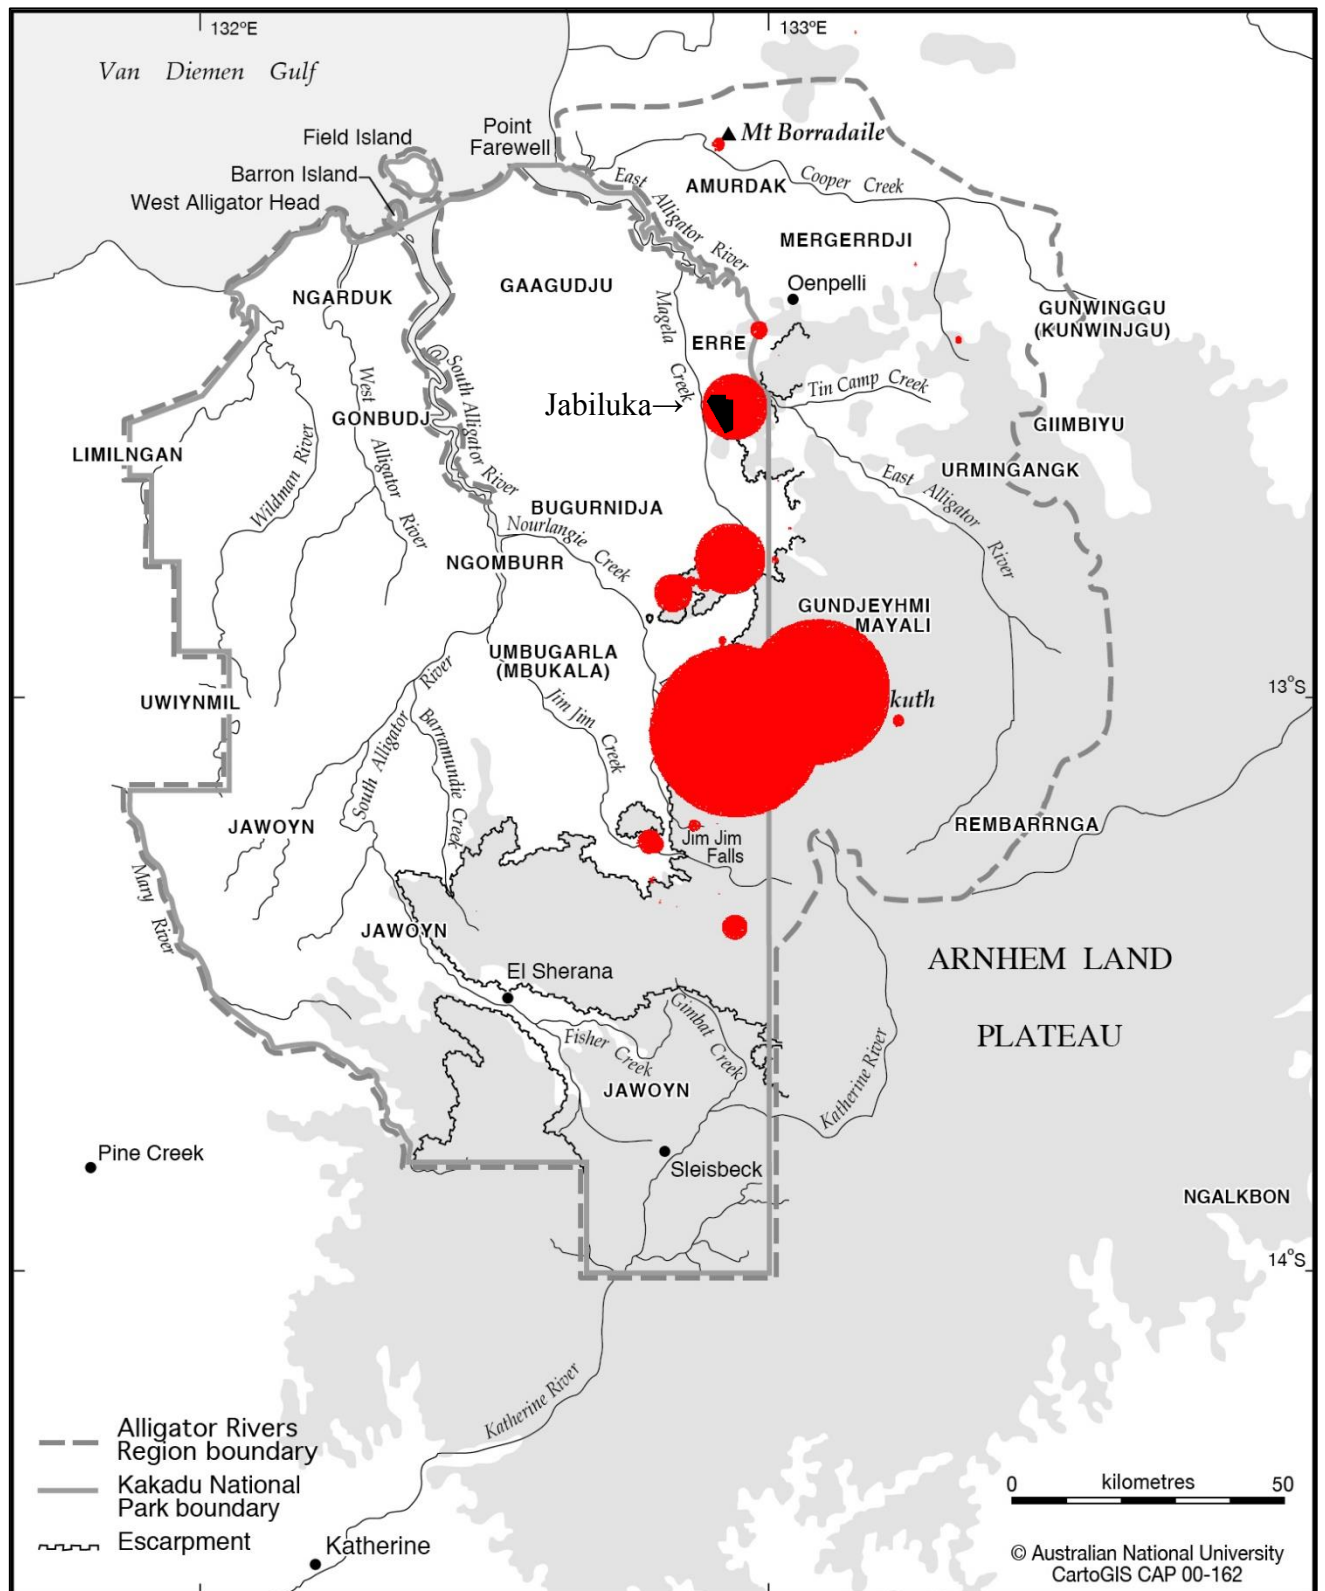 132°E
133°E
Van Diemen Gulf
Field Island
Point
Farewell
Mt Borradaile
Barron Island
West Alligator Head
East Alligator River
AMURDAK
Cooper Creek
MERGERRDJI
NGARDUK
GAAGUDJU
Oenpelli
Magela Creek
GUNWINGGU
(KUNWINJGU)
ERRE
South Alligator River
West Alligator River
Tin Camp Creek
Jabiluka→
GONBUDJ
GIIMBIYU
LIMILNGAN
Wildman River
URMINGANGK
East Alligator River
BUGURNIDJA
Nourlangie Creek
NGOMBURR
GUNDJEYHMI
MAYALI
UMBUGARLA
(MBUKALA)
UWIYNMIL
kuth
13°S
Jim Jim Creek
South Alligator River
Barramundie Creek
JAWOYN
REMBARRNGA
Jim Jim
Falls
Mary River
JAWOYN
ARNHEM LAND
PLATEAU
El Sherana
Gimbat Creek
Fisher Creek
JAWOYN
Katherine River
Pine Creek
Sleisbeck
NGALKBON
14°S
Katherine River
Alligator Rivers
Region boundary
Kakadu National
Park boundary
Escarpment
Katherine
0 kilometres 50
© Australian National University
CartoGIS CAP 00-162